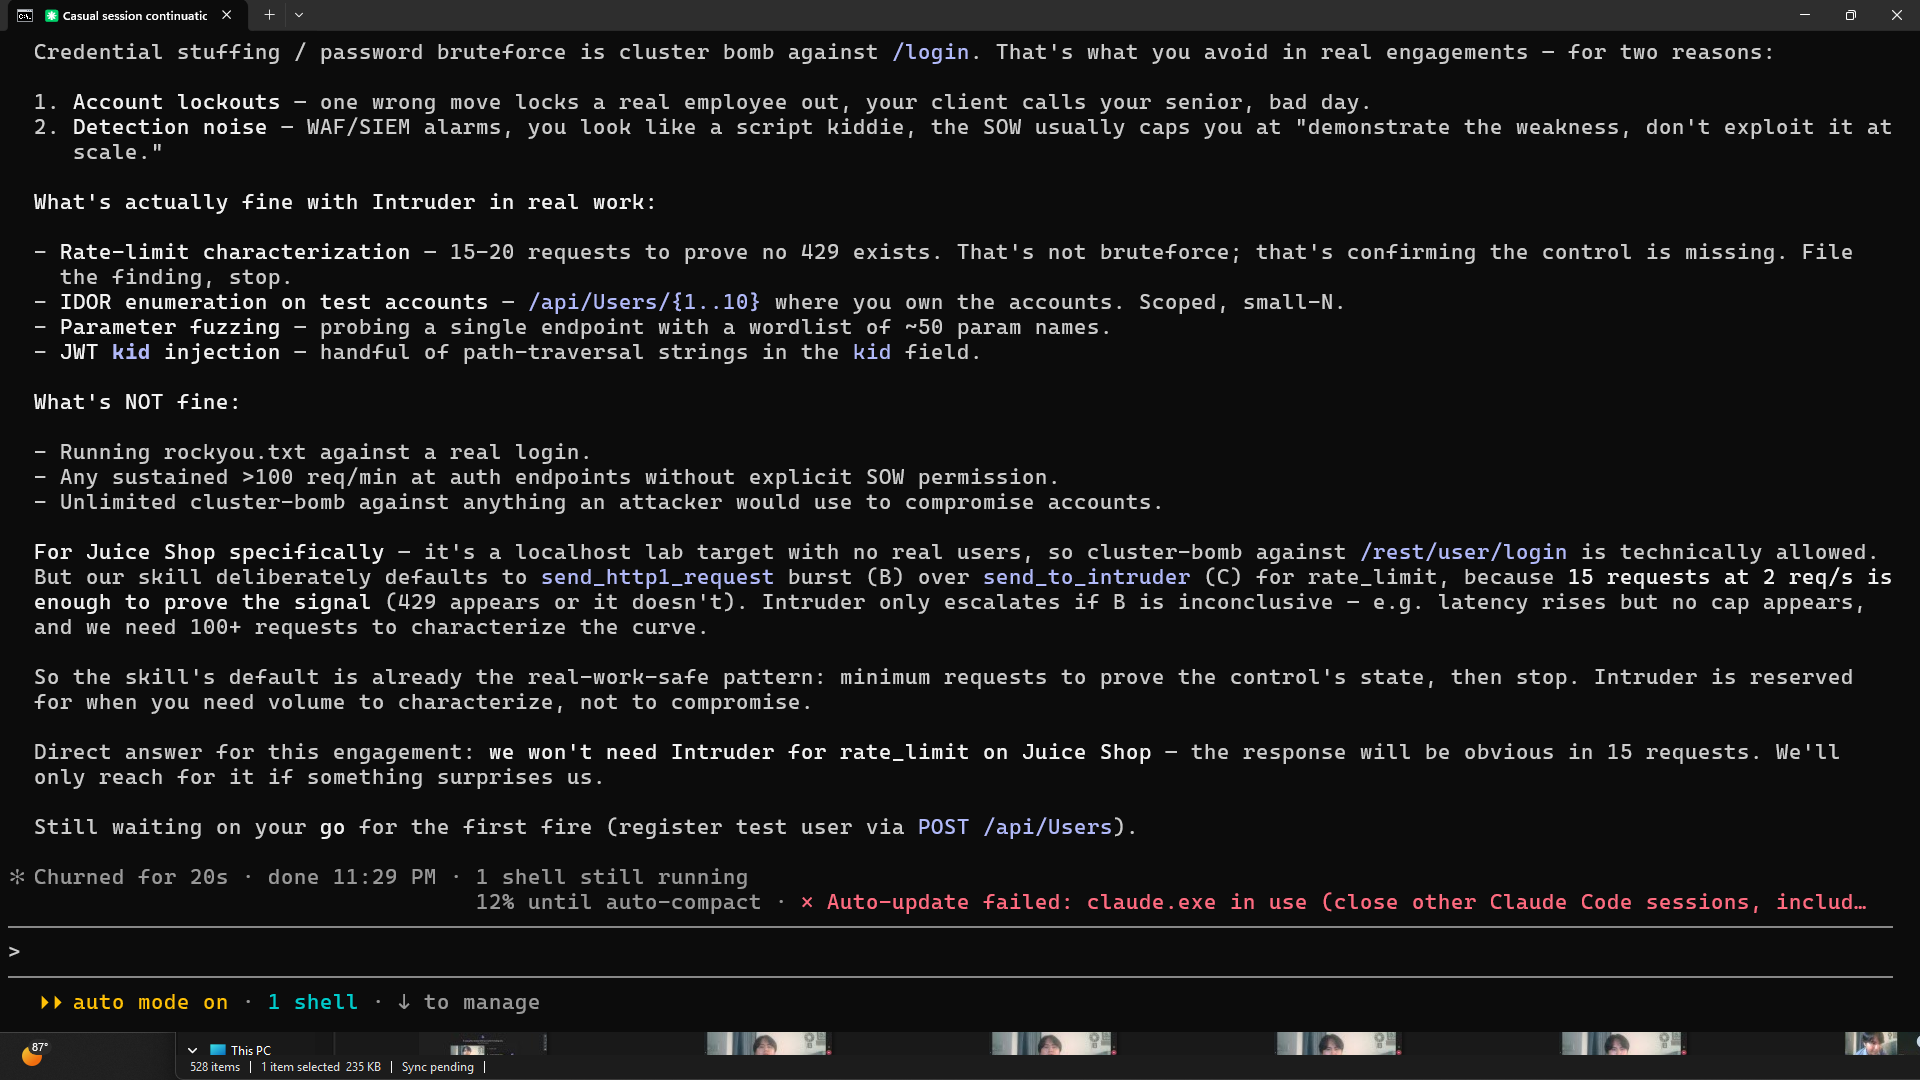 Casual session continuatic
Credential stuffing / password bruteforce is cluster bomb against /login. That's what you avoid in real engagements — for two reasons:
1. Account lockouts — one wrong move locks a real employee out, your client calls your senior, bad day.
2. Detection noise — WAF/SIEM alarms, you look like a script kiddie, the SOW usually caps you at "demonstrate the weakness, don't exploit it at
scale."
What's actually fine with Intruder in real work:
- Rate-limit characterization — 15-20 requests to prove no 429 exists. That's not bruteforce; that's confirming the control is missing. File
the finding, stop.
- IDOR enumeration on test accounts — /api/Users/{1..10} where you own the accounts. Scoped, small-N.
- Parameter fuzzing — probing a single endpoint with a wordlist of ~50 param names.
- JWT kid injection — handful of path-traversal strings in the kid field.
What's NOT fine:
- Running rockyou.txt against a real login.
- Any sustained >100 req/min at auth endpoints without explicit SOW permission.
- Unlimited cluster-bomb against anything an attacker would use to compromise accounts.
For Juice Shop specifically — it's a localhost lab target with no real users, so cluster-bomb against /rest/user/login is technically allowed.
But our skill deliberately defaults to send_http1_request burst (B) over send_to_intruder (C) for rate_limit, because 15 requests at 2 req/s is
enough to prove the signal (429 appears or it doesn't). Intruder only escalates if B is inconclusive — e.g. latency rises but no cap appears,
and we need 100+ requests to characterize the curve.
So the skill's default is already the real-work-safe pattern: minimum requests to prove the control's state, then stop. Intruder is reserved
for when you need volume to characterize, not to compromise.
Direct answer for this engagement: we won't need Intruder for rate_limit on Juice Shop — the response will be obvious in 15 requests. We'll
only reach for it if something surprises us.
Still waiting on your go for the first fire (register test user via POST /api/Users).
✻ Churned for 20s · done 11:29 PM · 1 shell still running
12% until auto-compact · × Auto-update failed: claude.exe in use (close other Claude Code sessions, includ…
>
⏵⏵ auto mode on · 1 shell · ↓ to manage
87°
This PC
528 items | 1 item selected 235 KB | Sync pending |